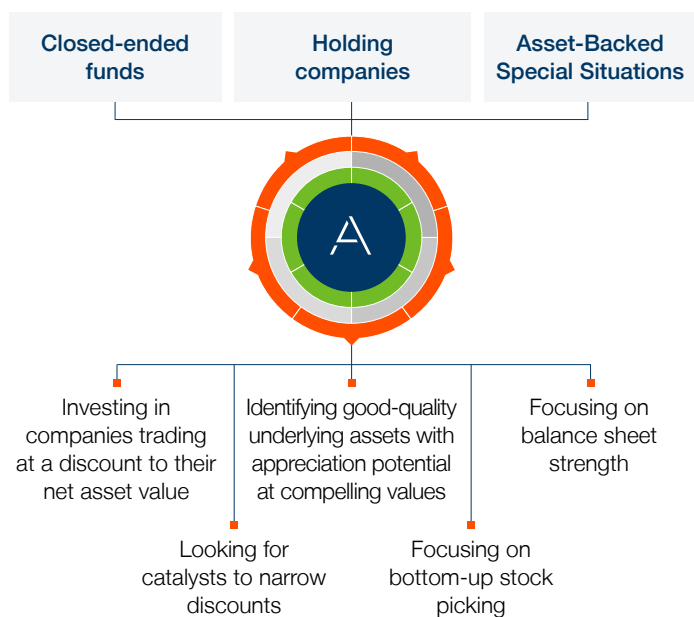 Closed-ended
funds
Holding
companies
Asset-Backed
Special Situations
Investing in
companies trading
at a discount to their
net asset value
Looking for
catalysts to narrow
discounts
Identifying good-quality
underlying assets with
appreciation potential
at compelling values
Focusing on
bottom-up stock
picking
Focusing on
balance sheet
strength